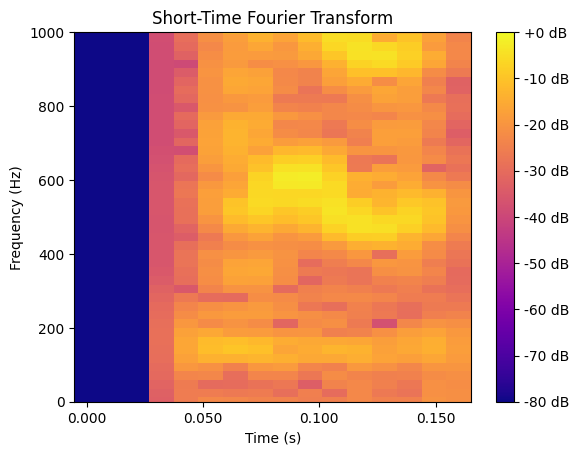 Short-Time Fourier Transform
Frequency (Hz)
1000
800
600
400
200
0
0.000 0.050 0.100 0.150
Time (s)
+0 dB
-10 dB
-20 dB
-30 dB
-40 dB
-50 dB
-60 dB
-70 dB
-80 dB